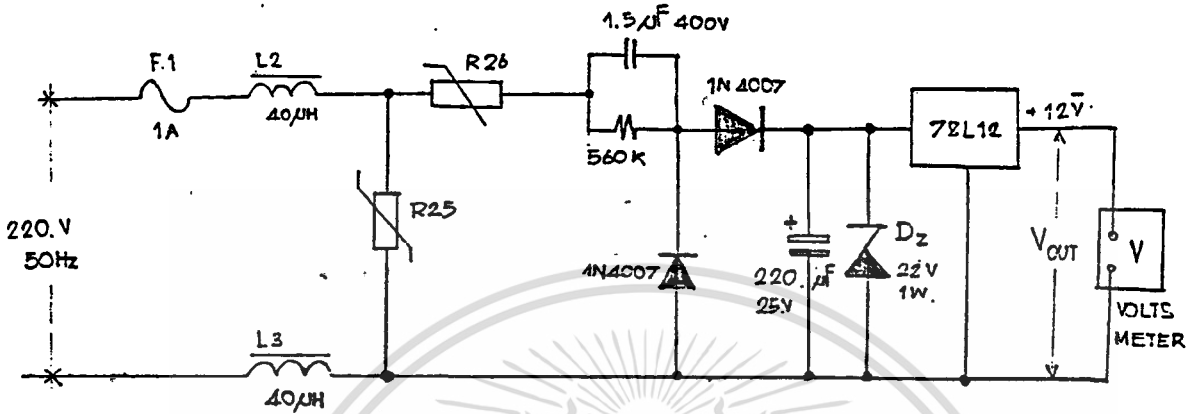 1.5 µF 400V
F.1
L2
R26
1N4007
1A
40µH
560K
78L12
+12V
R25
220.V
50Hz
1N4007
+
220. µF
25.V
Dz
22V
1W.
VOUT
V
VOLTS
METER
L3
40µH